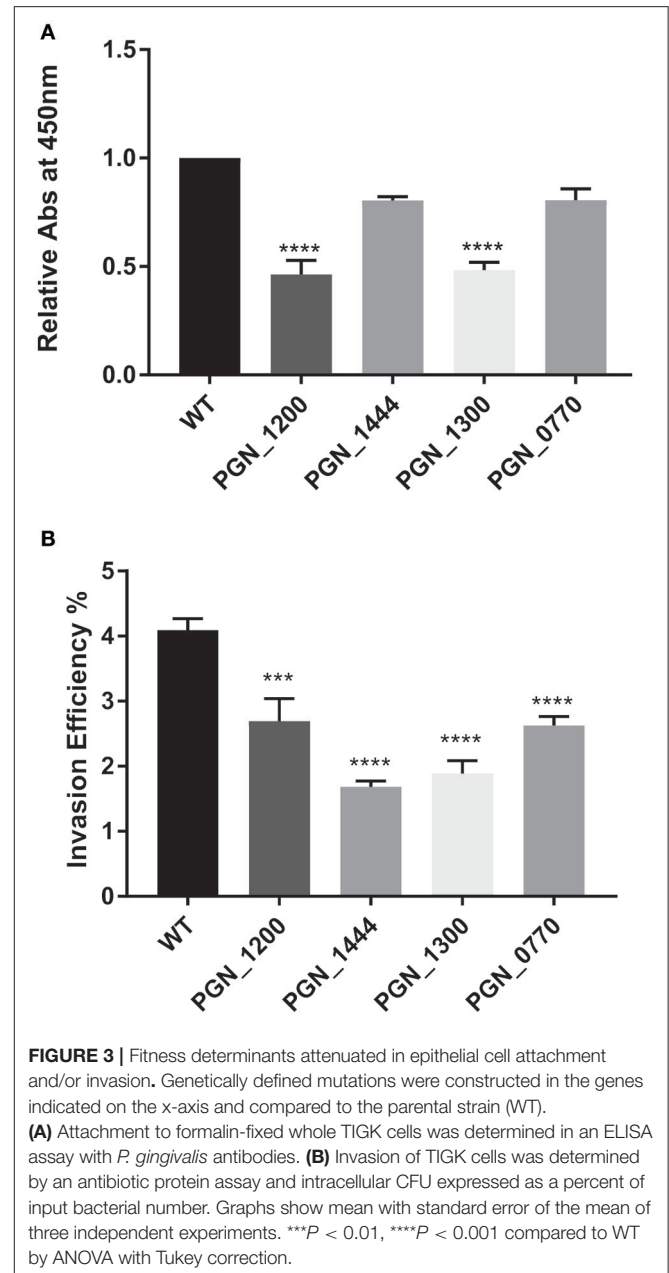 A
Relative Abs at 450nm
1.5
1.0
0.5
0.0
****
****
WT
PGN_1200
PGN_1444
PGN_1300
PGN_0770
B
Invasion Efficiency %
5
4
3
2
1
0
***
****
****
****
WT
PGN_1200
PGN_1444
PGN_1300
PGN_0770
FIGURE 3 | Fitness determinants attenuated in epithelial cell attachment
and/or invasion. Genetically defined mutations were constructed in the genes
indicated on the x-axis and compared to the parental strain (WT).
(A) Attachment to formalin-fixed whole TIGK cells was determined in an ELISA
assay with P. gingivalis antibodies. (B) Invasion of TIGK cells was determined
by an antibiotic protein assay and intracellular CFU expressed as a percent of
input bacterial number. Graphs show mean with standard error of the mean of
three independent experiments. ***P < 0.01, ****P < 0.001 compared to WT
by ANOVA with Tukey correction.